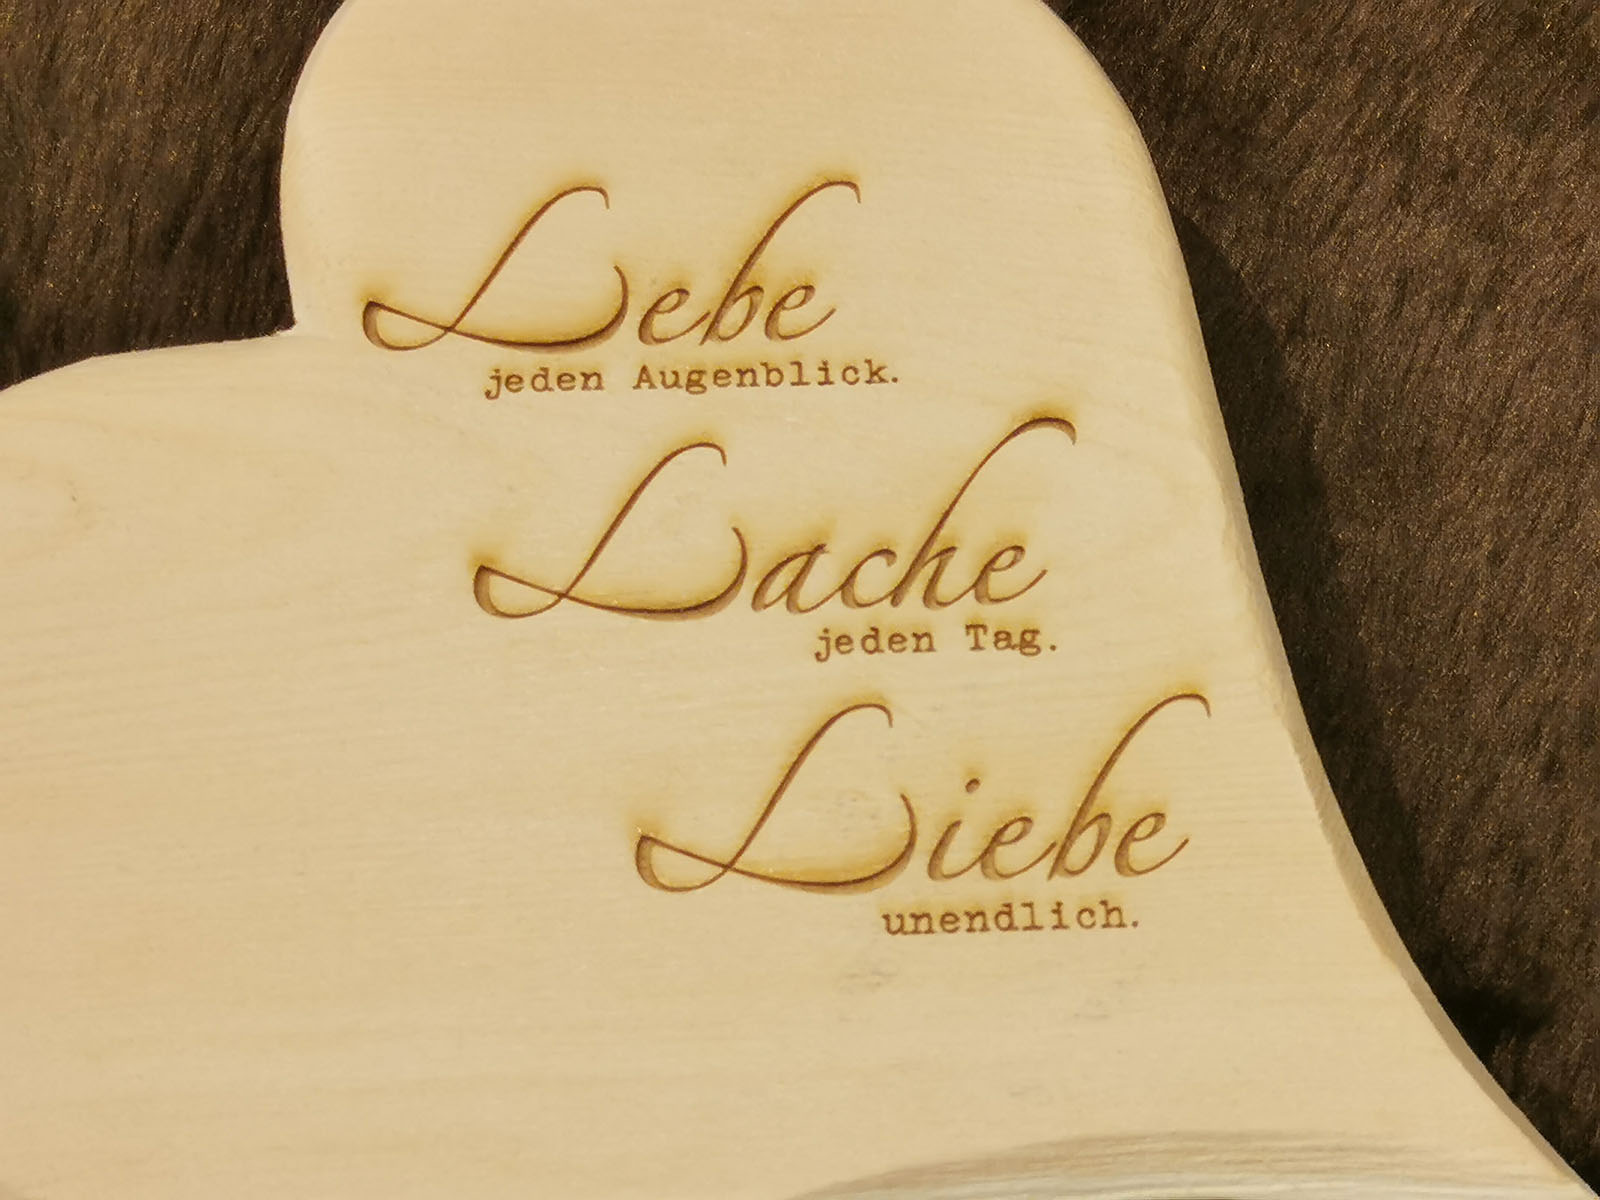 Lebe
jeden Augenblick.
Lache
jeden Tag.
Liebe
unendlich.